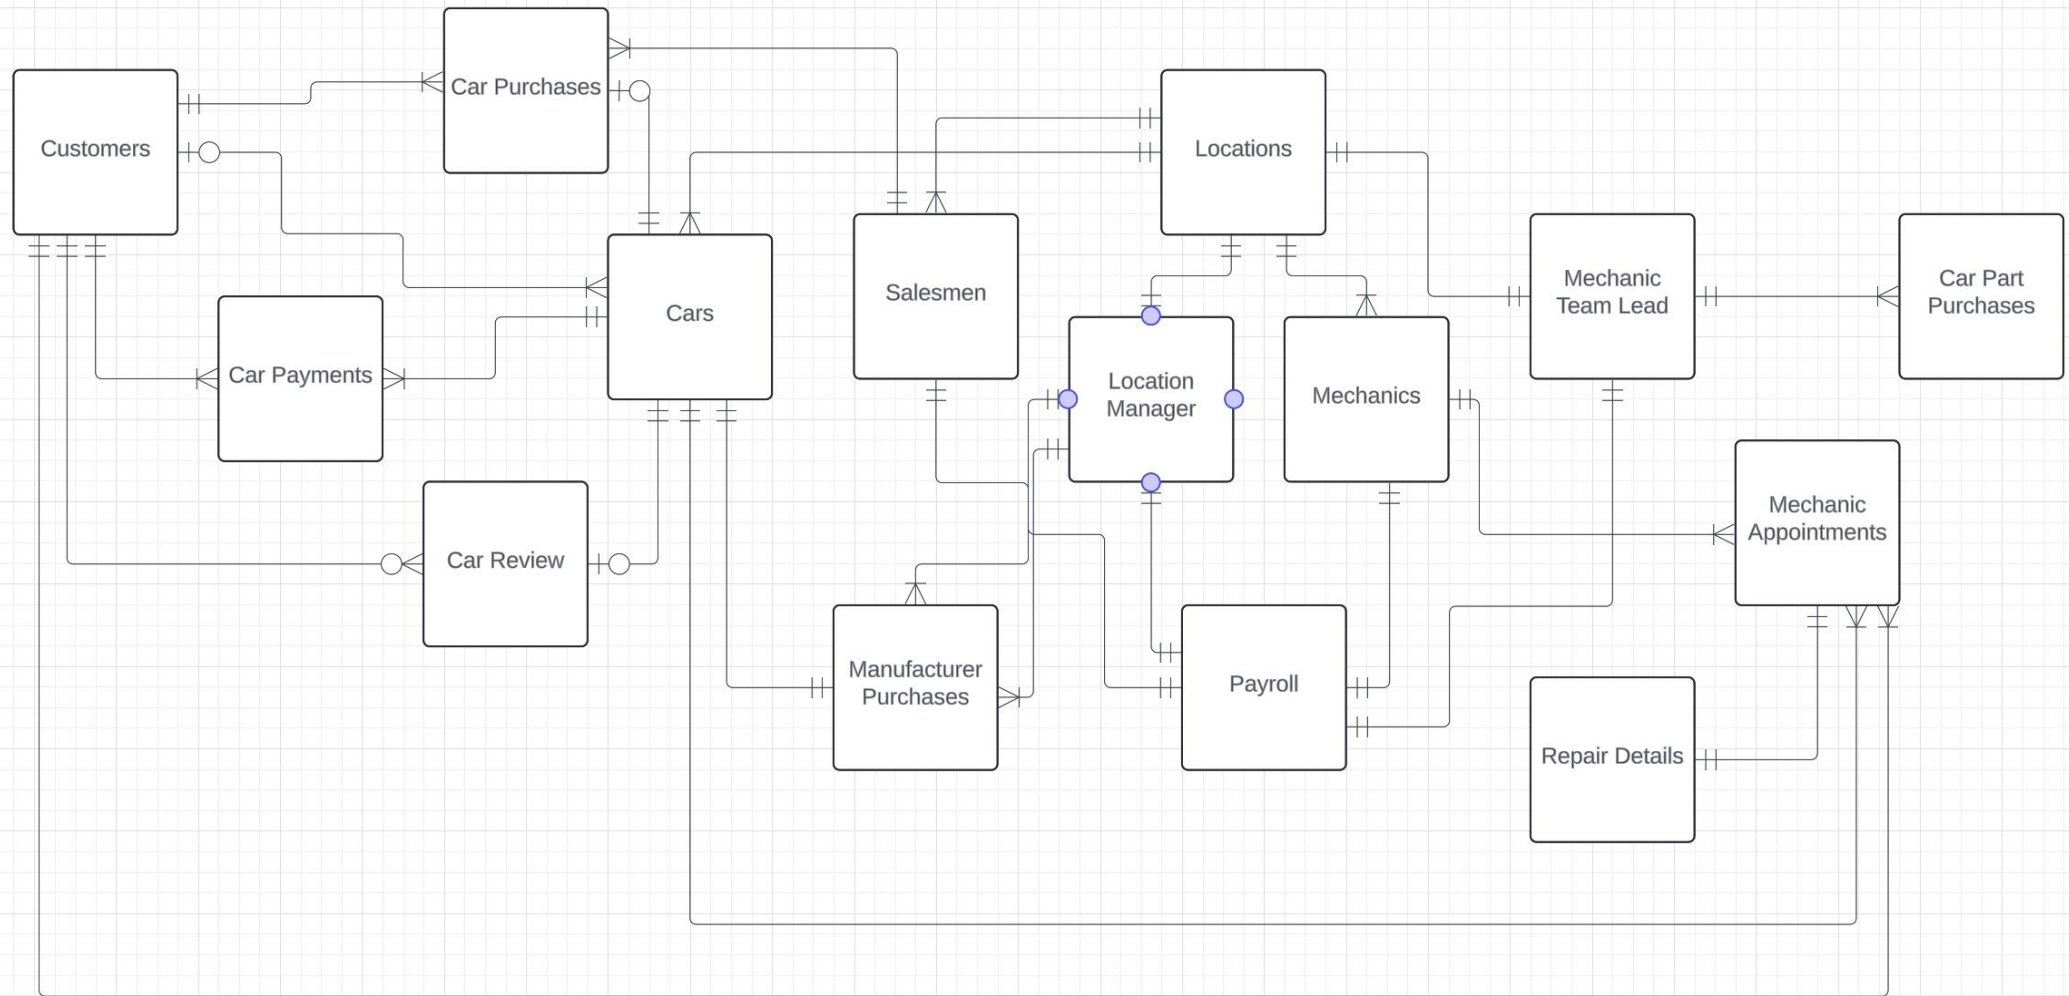 Car Purchases
Customers
Locations
Mechanic
Team Lead
Car Part
Purchases
Salesmen
Cars
Car Payments
Location
Manager
Mechanics
Mechanic
Appointments
Car Review
Manufacturer
Purchases
Payroll
Repair Details